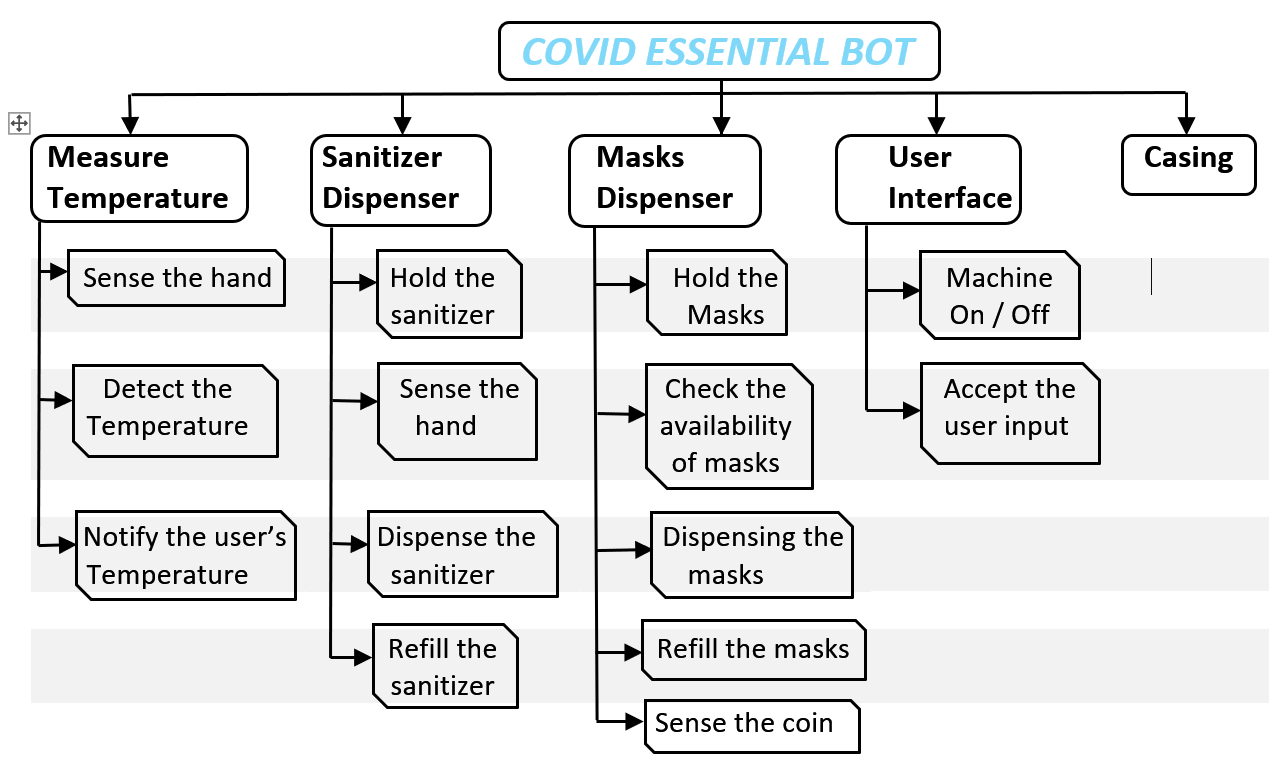 COVID ESSENTIAL BOT
Measure
Temperature
Sense the hand
Detect the
Temperature
Notify the user’s
Temperature
Sanitizer
Dispenser
Hold the
sanitizer
Sense the
hand
Dispense the
sanitizer
Refill the
sanitizer
Masks
Dispenser
Hold the
Masks
Check the
availability
of masks
Dispensing the
masks
Refill the masks
Sense the coin
User
Interface
Machine
On / Off
Accept the
user input
Casing